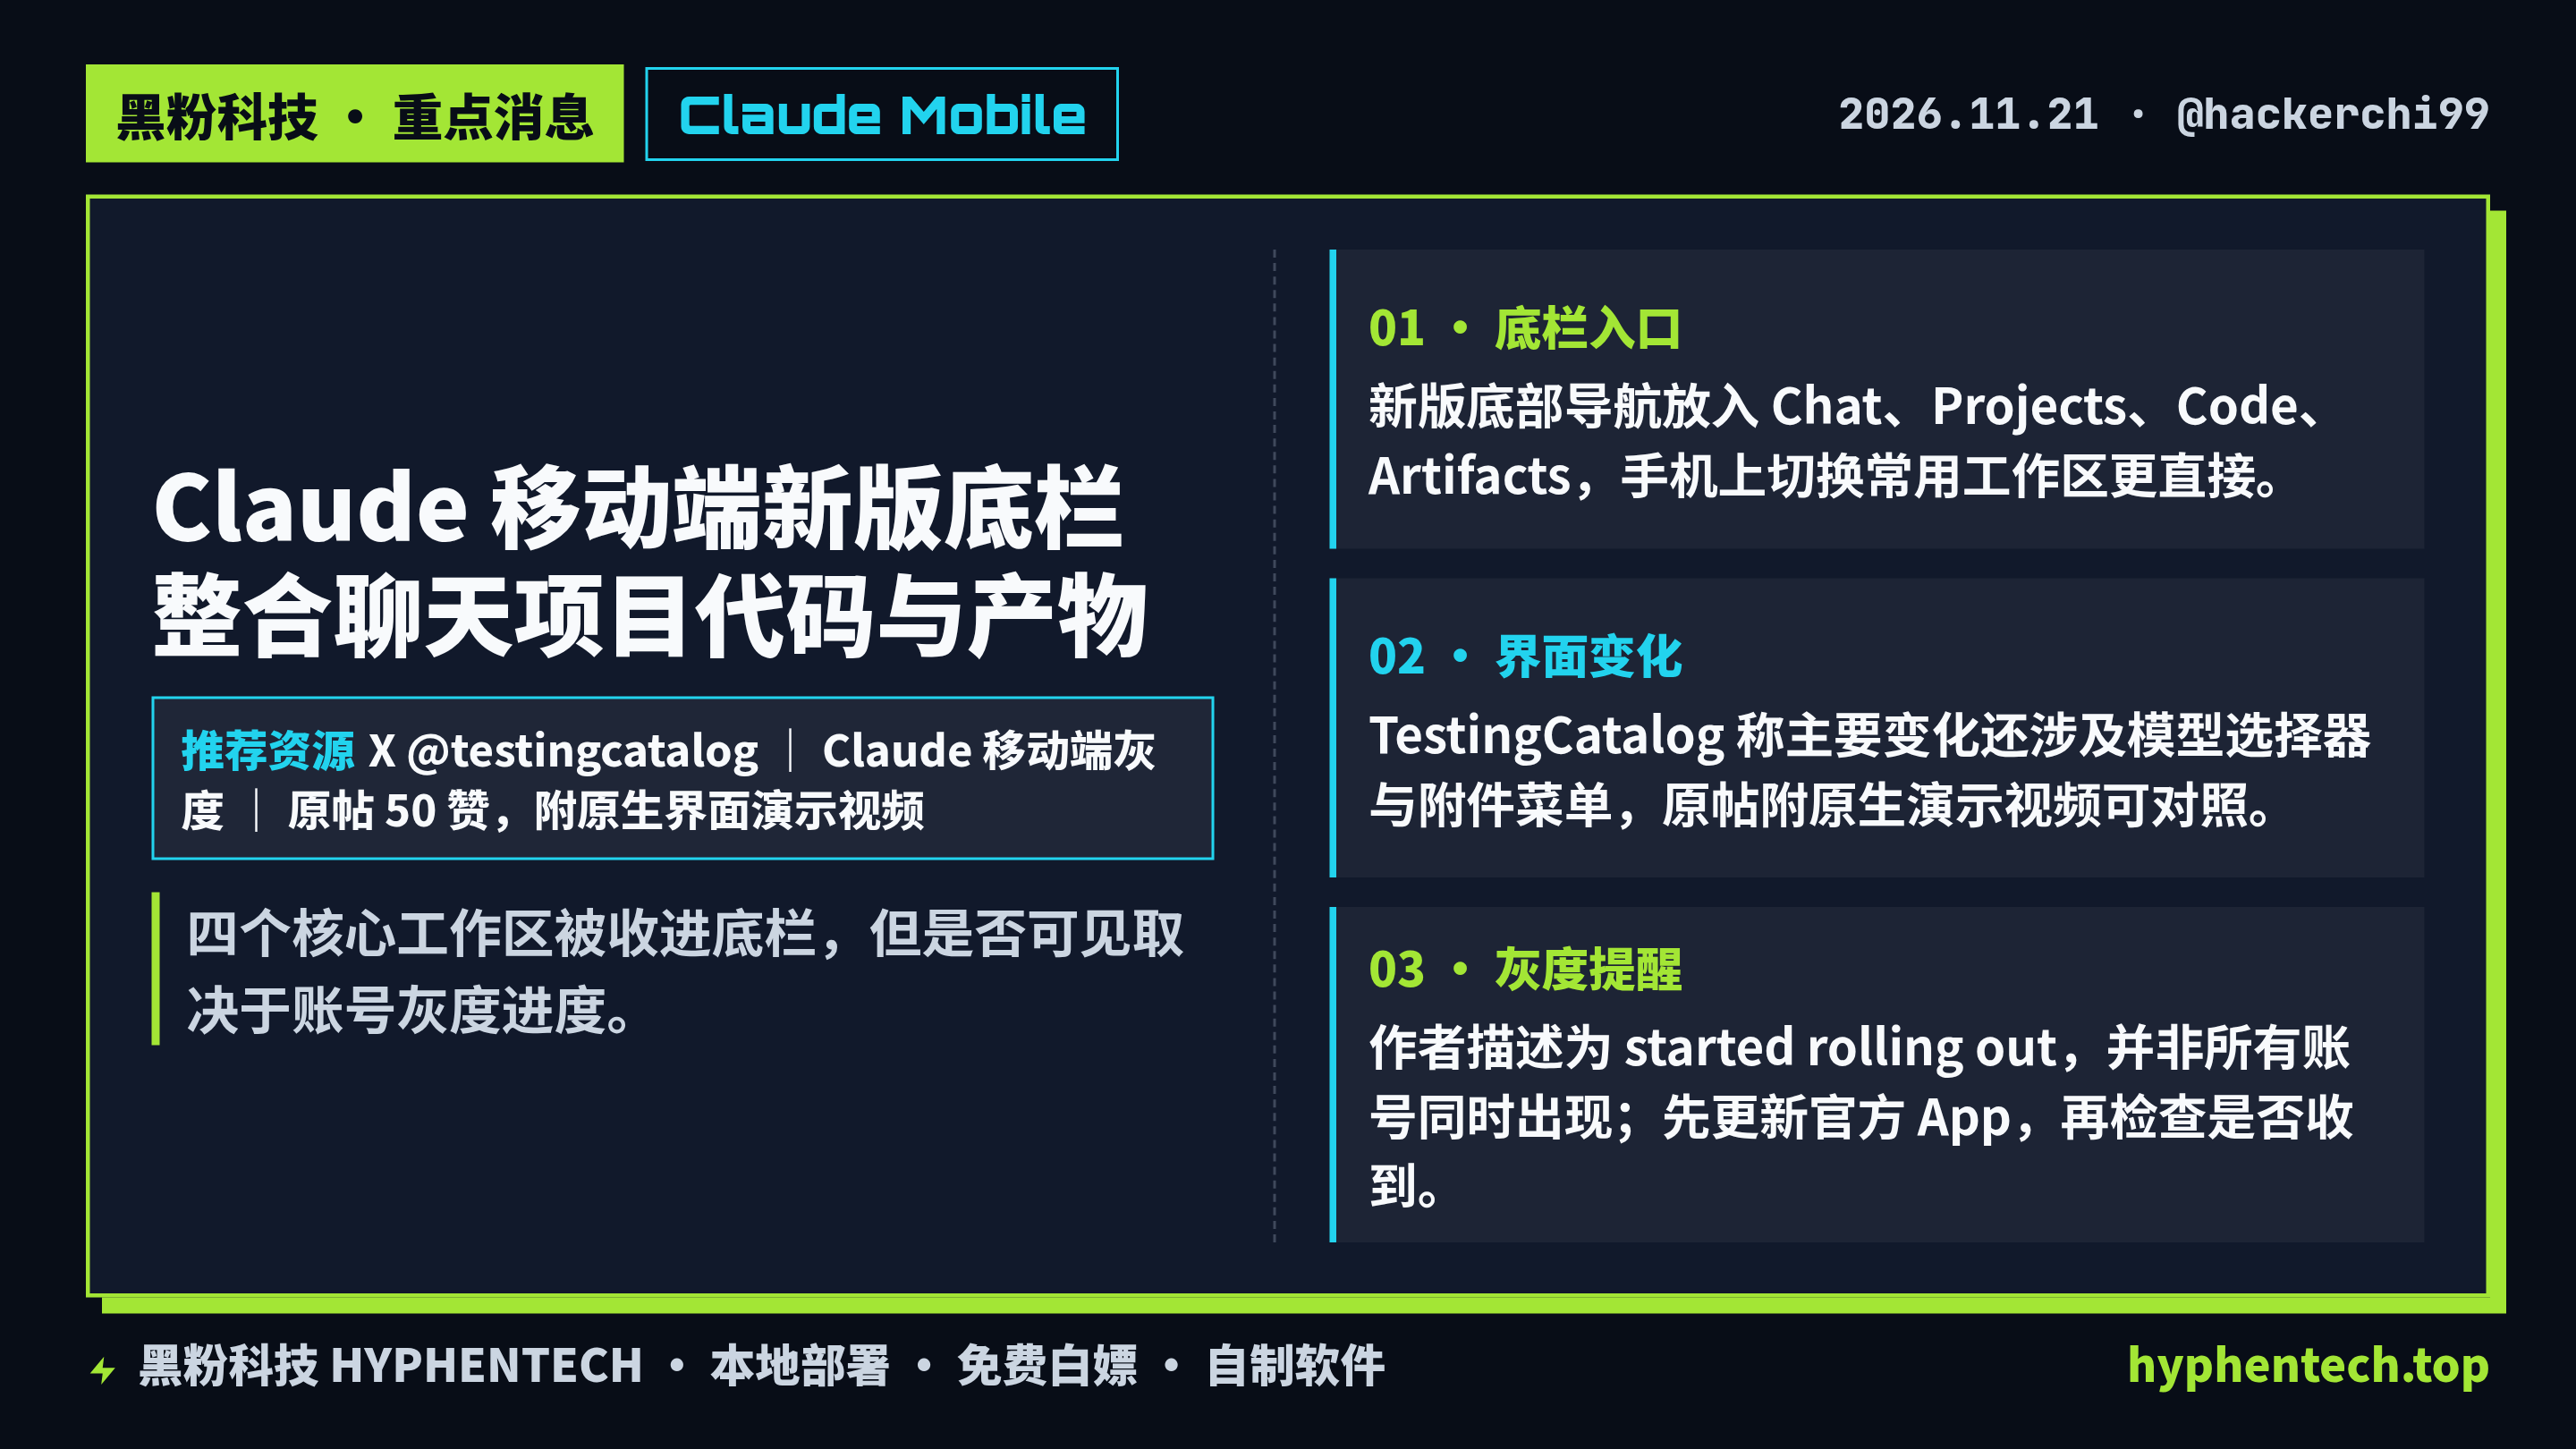 黑粉科技 · 重点消息
Claude Mobile
2026.11.21 · @hackerchi99
Claude 移动端新版底栏
整合聊天项目代码与产物
推荐资源 X @testingcatalog ｜ Claude 移动端灰
度 ｜ 原帖 50 赞，附原生界面演示视频
四个核心工作区被收进底栏，但是否可见取
决于账号灰度进度。
01 · 底栏入口
新版底部导航放入 Chat、Projects、Code、
Artifacts，手机上切换常用工作区更直接。
02 · 界面变化
TestingCatalog 称主要变化还涉及模型选择器
与附件菜单，原帖附原生演示视频可对照。
03 · 灰度提醒
作者描述为 started rolling out，并非所有账
号同时出现；先更新官方 App，再检查是否收
到。
黑粉科技 HYPHENTECH · 本地部署 · 免费白嫖 · 自制软件
hyphentech.top